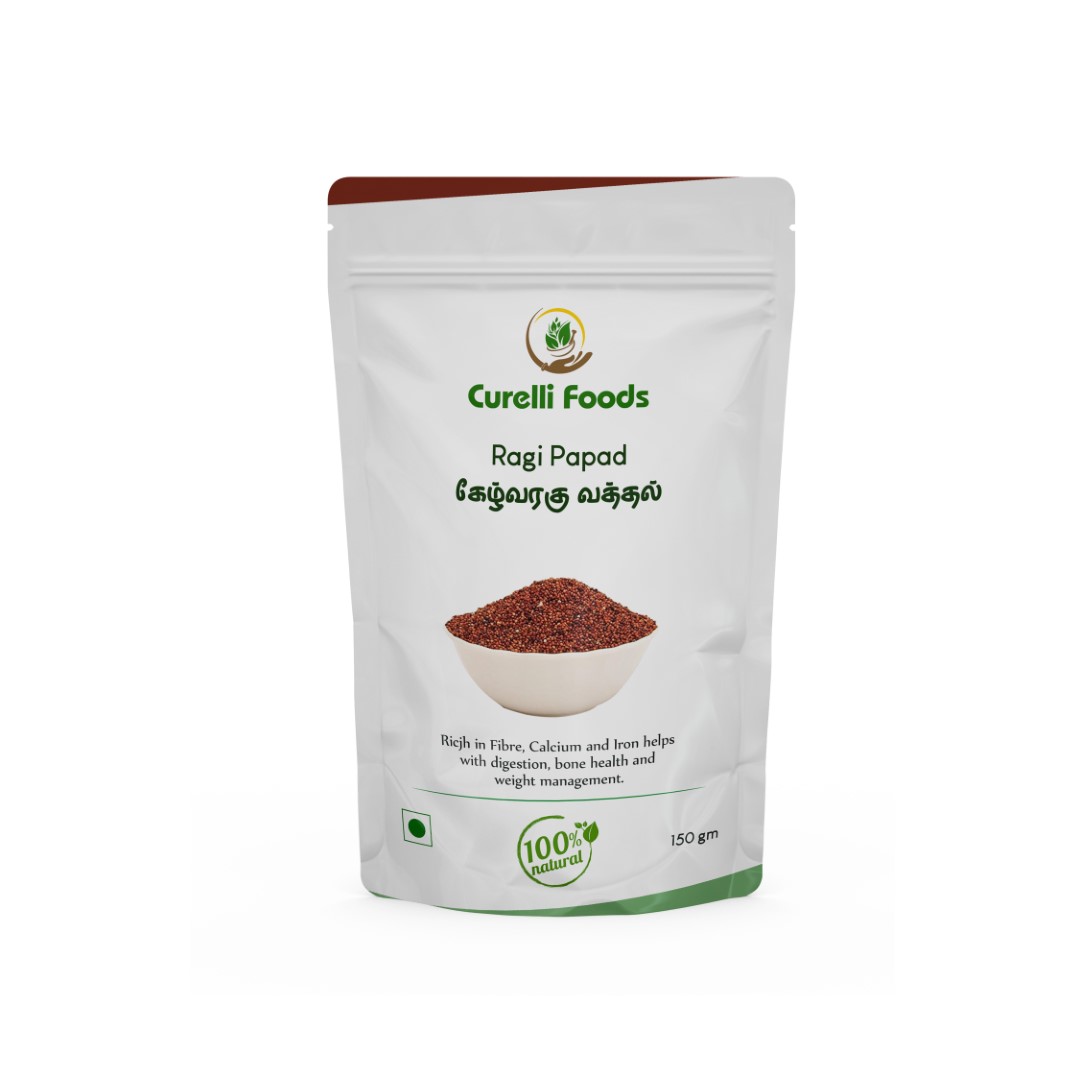 Curelli Foods
Ragi Papad
கேழ்வரகு வத்தல்
Ricjh in Fibre, Calcium and Iron helps
with digestion, bone health and
weight management.
100%
natural
150 gm